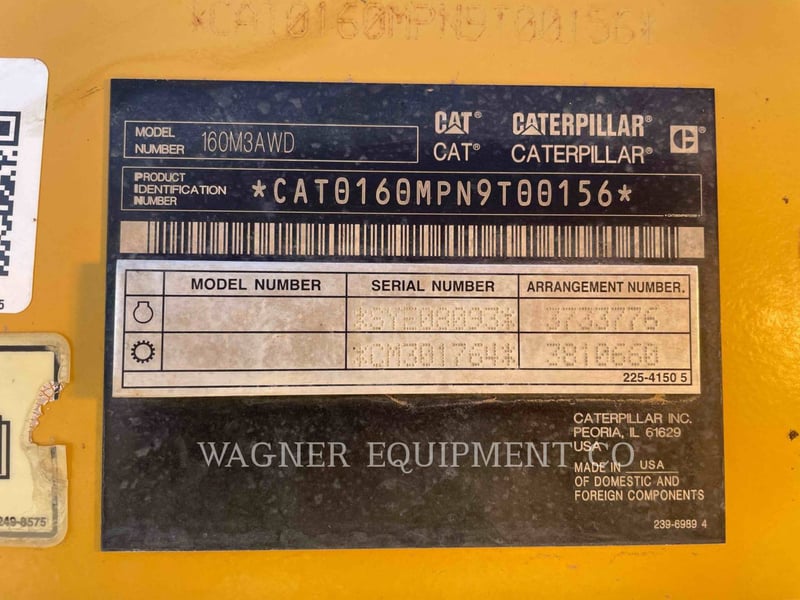 *CAT0160MPN9T00156*
MODEL NUMBER 160M3AWD
CAT® CATERPILLAR®
CAT® CATERPILLAR®
PRODUCT IDENTIFICATION NUMBER *CAT0160MPN9T00156*
MODEL NUMBER SERIAL NUMBER ARRANGEMENT NUMBER.
3733776
*CM301764* 3810660
225-4150 5
CATERPILLAR INC.
PEORIA, IL 61629
USA
WAGNER EQUIPMENT CO
MADE IN USA
OF DOMESTIC AND
FOREIGN COMPONENTS
239-6989 4
249-8575